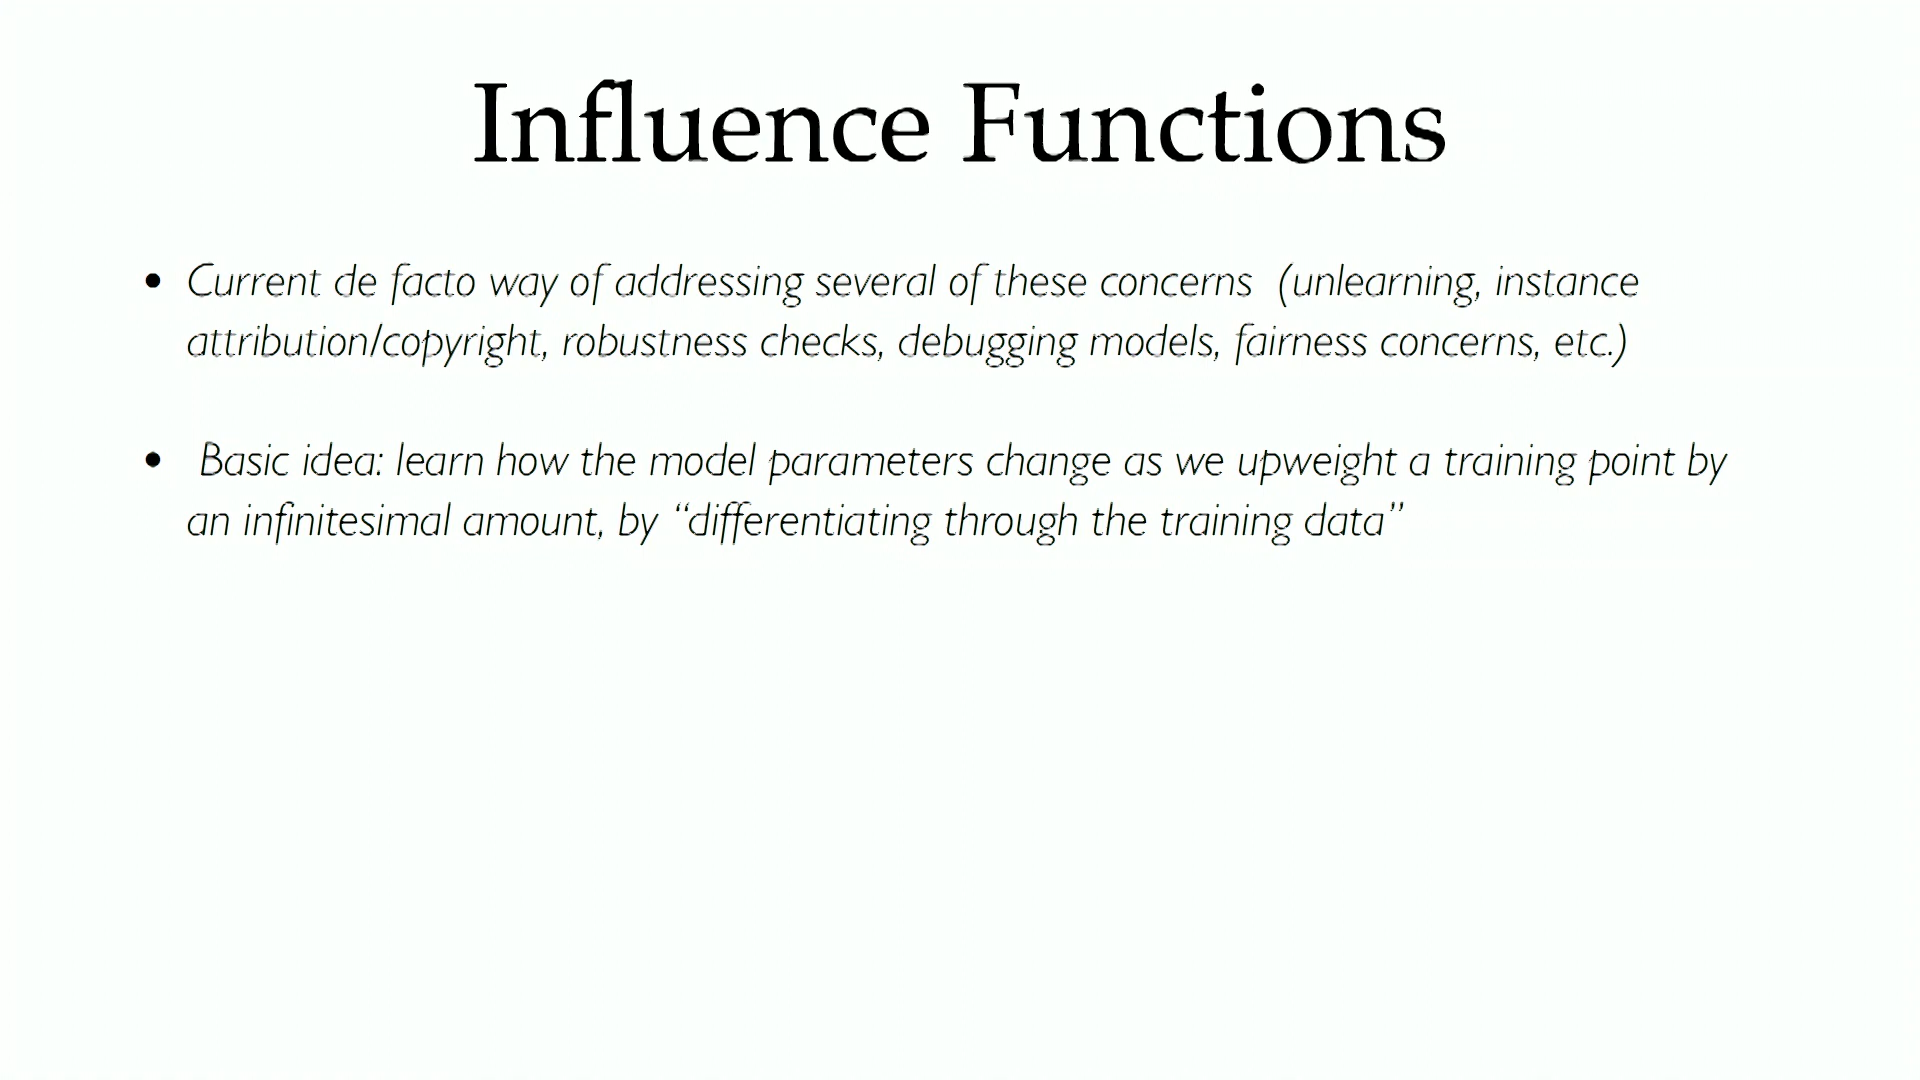 Influence Functions
• Current de facto way of addressing several of these concerns (unlearning, instance
attribution/copyright, robustness checks, debugging models, fairness concerns, etc.)
• Basic idea: learn how the model parameters change as we upweight a training point by
an infinitesimal amount, by “differentiating through the training data”